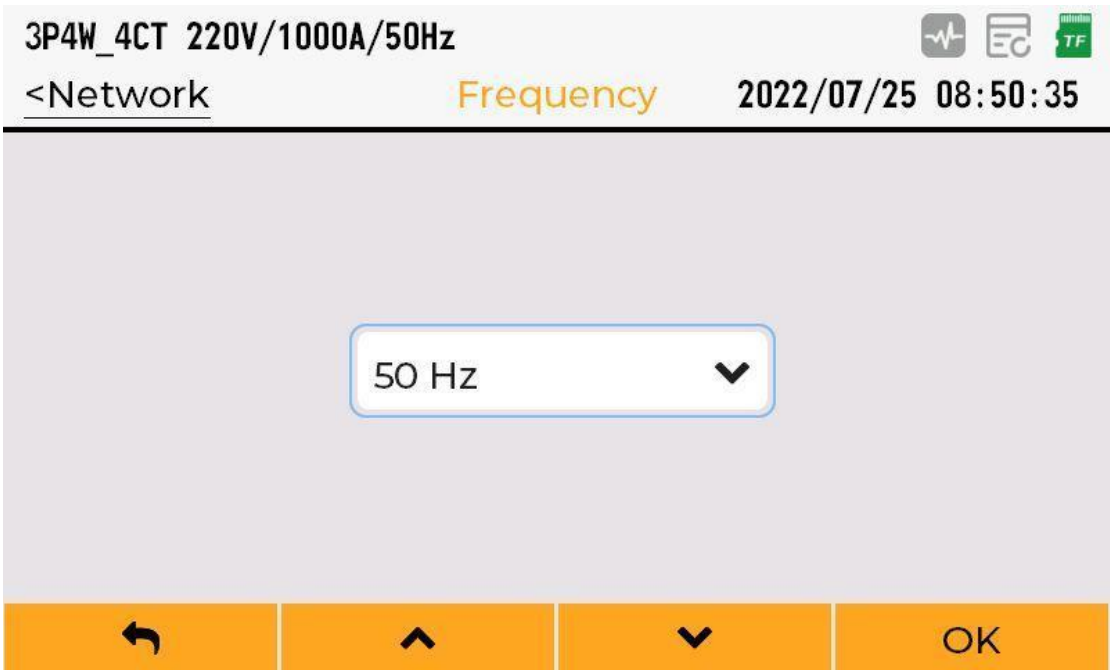 3P4W_4CT 220V/1000A/50Hz
TF
<Network Frequency 2022/07/25 08:50:35
50 Hz
OK